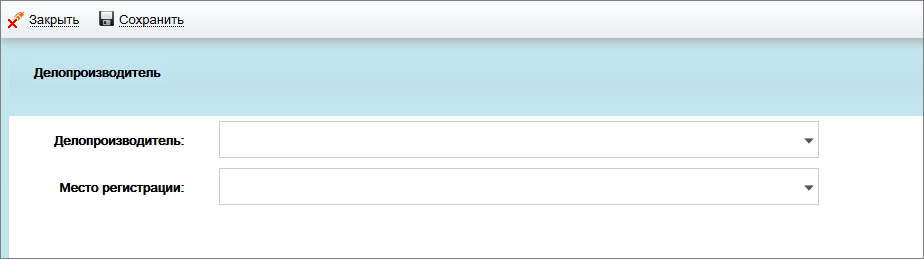 Закрыть Сохранить
Делопроизводитель
Делопроизводитель:
Место регистрации: